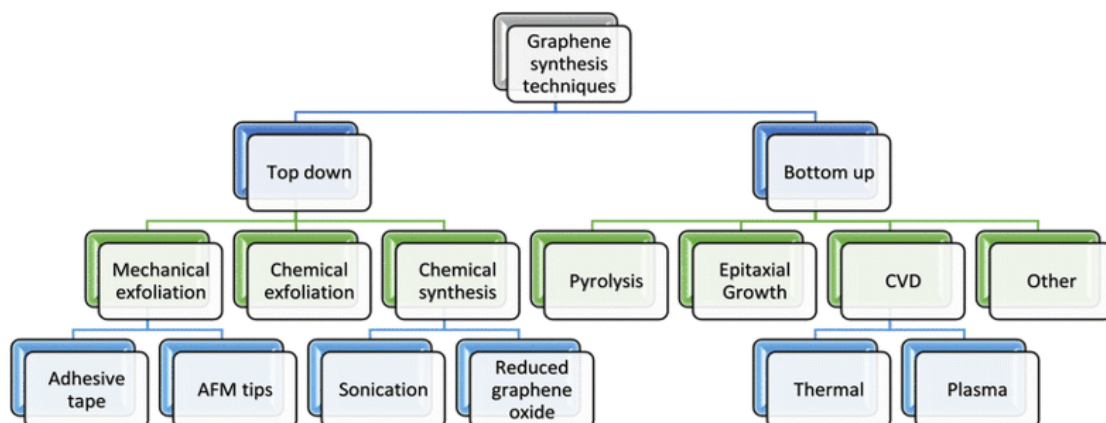 Graphene
synthesis
techniques
Top down
Bottom up
Mechanical
exfoliation
Chemical
exfoliation
Chemical
synthesis
Pyrolysis
Epitaxial
Growth
CVD
Other
Adhesive
tape
AFM tips
Sonication
Reduced
graphene
oxide
Thermal
Plasma